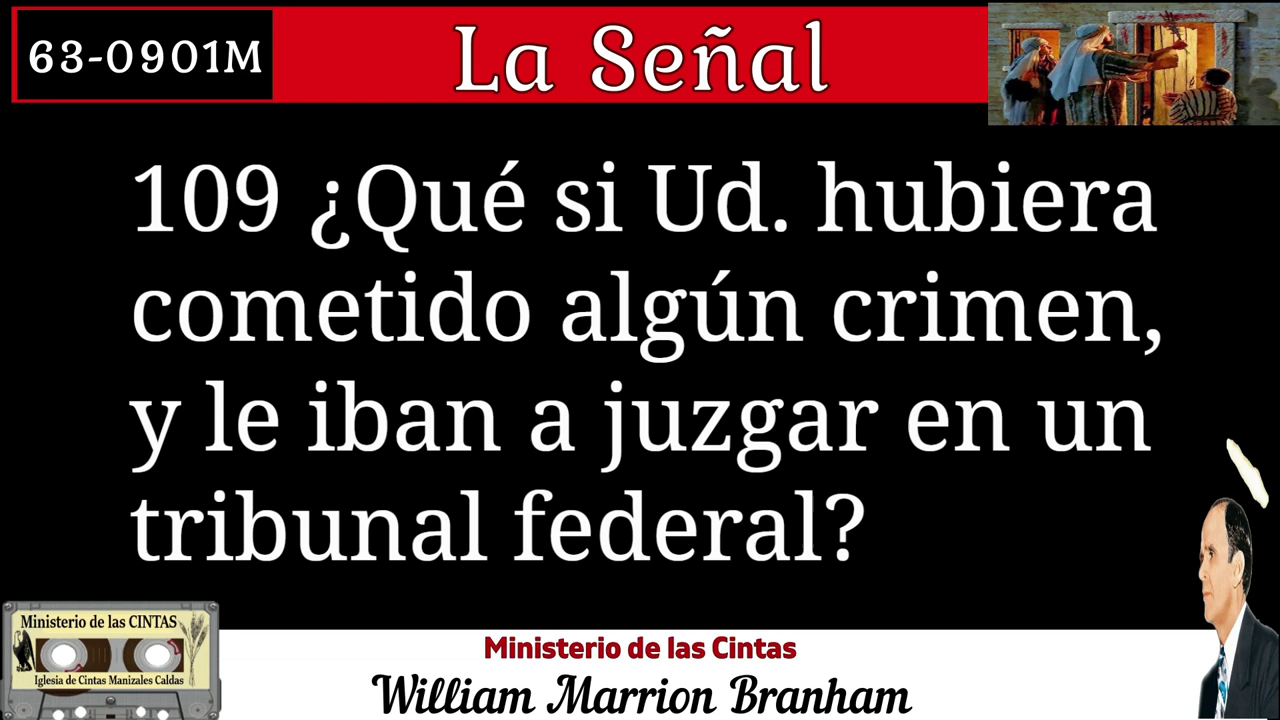 63-0901M
La Señal
109 ¿Qué si Ud. hubiera
cometido algún crimen,
y le iban a juzgar en un
tribunal federal?
Ministerio de las CINTAS
Iglesia de Cintas Manizales Caldas
Ministerio de las Cintas
William Marrion Branham